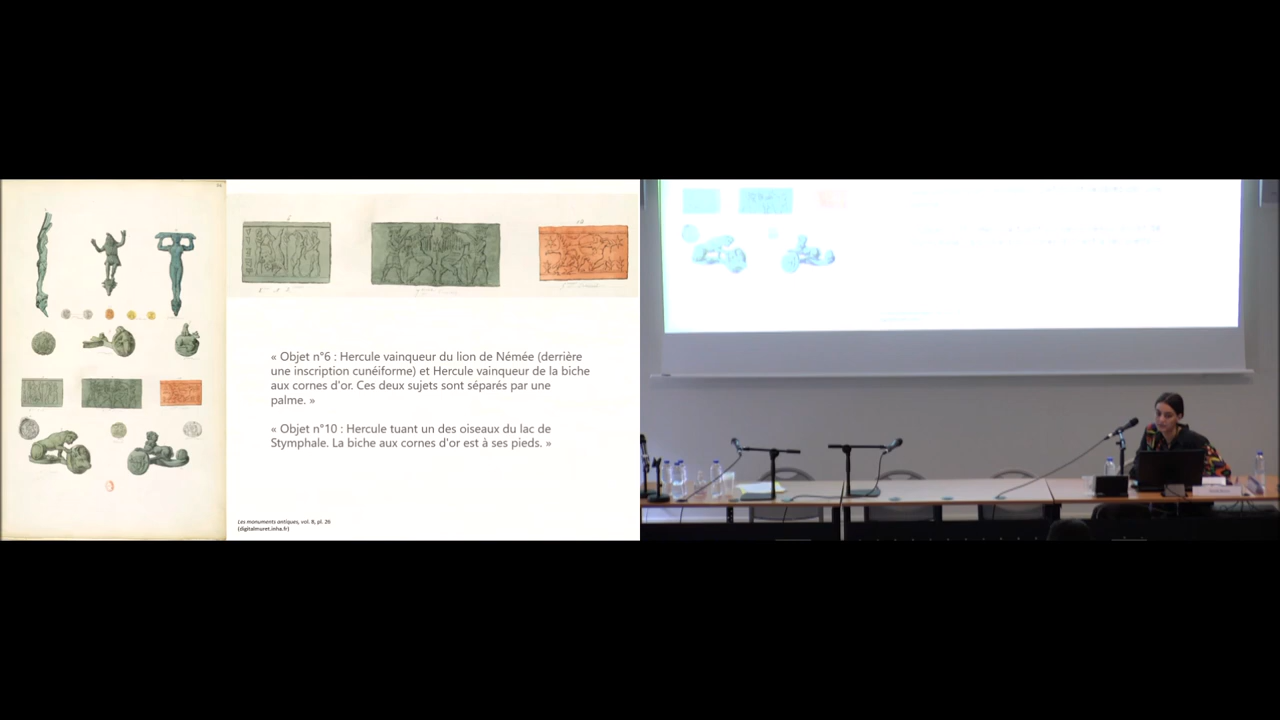 « Objet n°6 : Hercule vainqueur du lion de Némée (derrière
une inscription cunéiforme) et Hercule vainqueur de la biche
aux cornes d'or. Ces deux sujets sont séparés par une
palme. »
« Objet n°10 : Hercule tuant un des oiseaux du lac de
Stymphale. La biche aux cornes d'or est à ses pieds. »
Les monuments antiques, vol. 8, pl. 26
(digitalmuret.inha.fr)